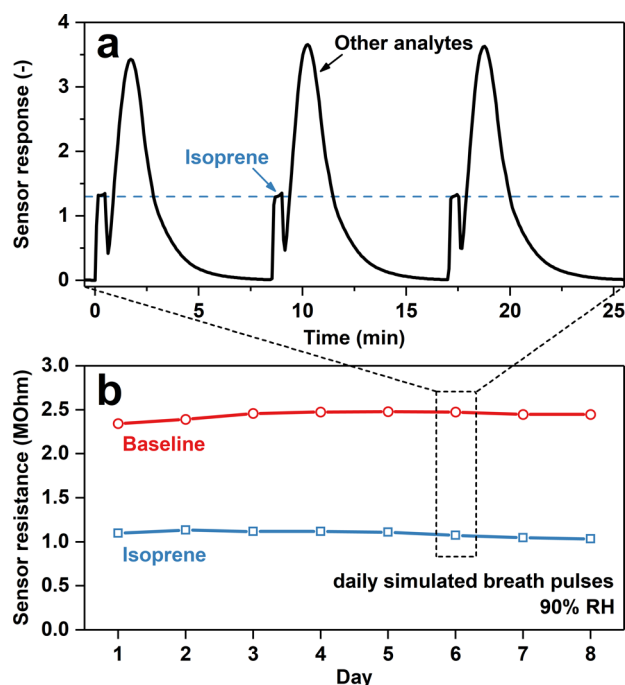 a
Other analytes
Isoprene
Sensor response (-)
4
3
2
1
0
0 5 10 15 20 25
Time (min)
b
Baseline
Isoprene
daily simulated breath pulses
90% RH
Sensor resistance (MOhm)
3.0
2.5
2.0
1.5
1.0
0.5
0.0
1 2 3 4 5 6 7 8
Day